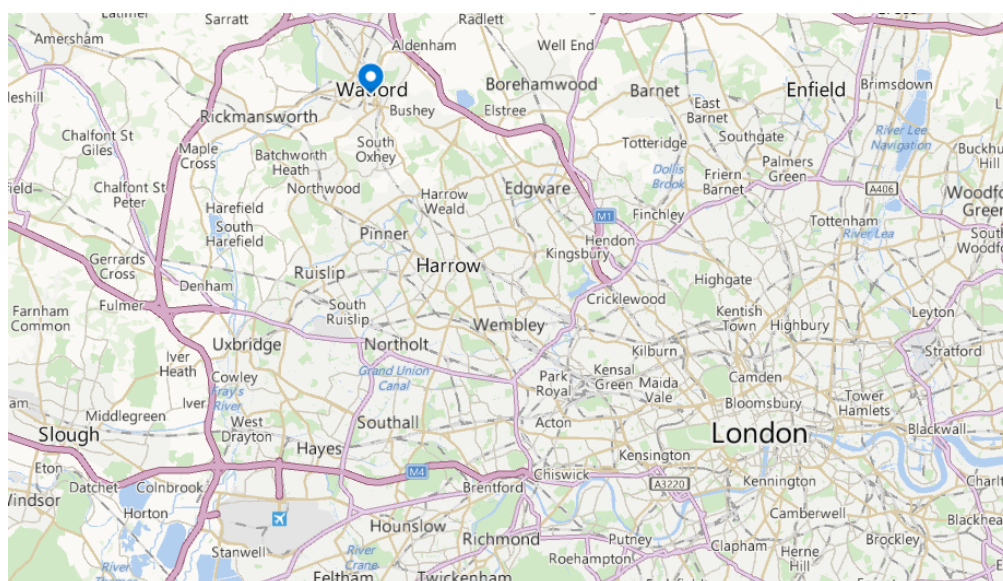 Sarratt
Radlett
Latimer
Amersham
Aldenham
Well End
Borehamwood
Watford
Barnet
Enfield
Brimsdown
Rickmansworth
Bushey
Elstree
East
Barnet
Southgate
River Lee
Navigation
Chalfont St
Giles
Maple
Cross
South
Oxhey
Totteridge
Palmers
Green
Batchworth
Heath
Dollis
Brook
Friern
Barnet
A406
Chalfont St
Peter
Northwood
Harrow
Weald
Edgware
Harefield
South
Harefield
M1
Finchley
Tottenham
River Lea
Pinner
Hendon
Kingsbury
Gerrards
Cross
Ruislip
Harrow
Highgate
Denham
Fulmer
Cricklewood
Farnham
Common
South
Ruislip
Wembley
Kentish
Town
Highbury
Leyton
Uxbridge
Northolt
Kilburn
Stratford
Iver
Heath
Cowley
Grand Union
Canal
Park
Royal
Kensal
Green
Maida
Vale
Camden
Fray's
River
Iver
Bloomsbury
Tower
Hamlets
Middlegreen
West
Drayton
Southall
Acton
Slough
Hayes
London
Blackwall
Kensington
Eton
M4
Chiswick
A3220
Windsor
Datchet
Colnbrook
Brentford
Kennington
Horton
Hounslow
Camberwell
Stanwell
Richmond
Putney
Brockley
River
Crane
Roehampton
Clapham
Herne
Hill
Feltham
Twickenham